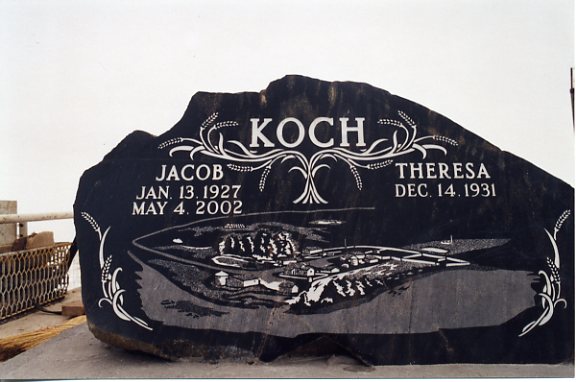 KOCH
JACOB
JAN. 13. 1927
MAY 4. 2002
THERESA
DEC. 14. 1931